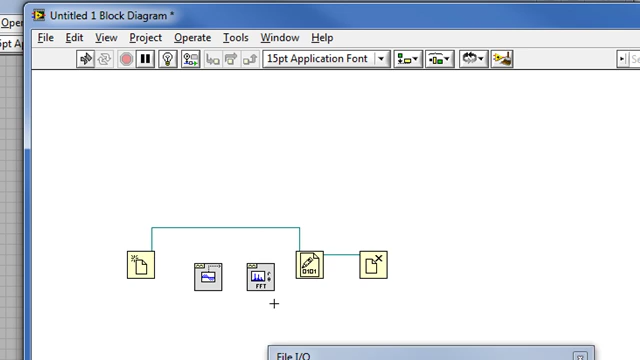 Untitled 1 Block Diagram *
File Edit View Project Operate Tools Window Help
15pt Application Font
0101
FFT
File I/O